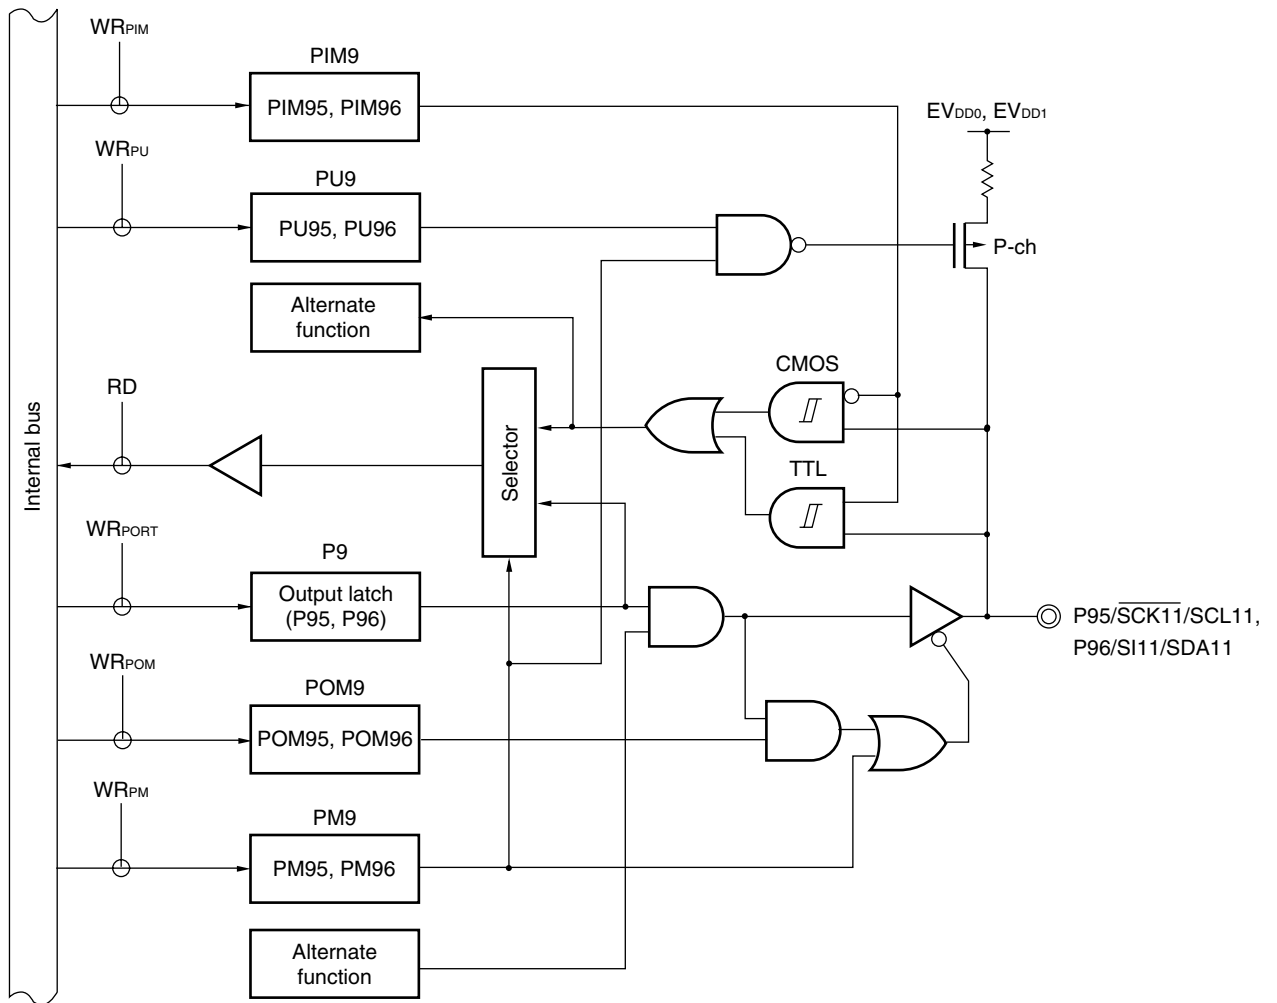 WRPIM
PIM9
PIM95, PIM96
EVDD0, EVDD1
WRPU
PU9
PU95, PU96
P-ch
Alternate
function
CMOS
RD
Selector
TTL
Internal bus
WRPORT
P9
Output latch
(P95, P96)
P95/SCK11/SCL11,
P96/SI11/SDA11
WRPOM
POM9
POM95, POM96
WRPM
PM9
PM95, PM96
Alternate
function